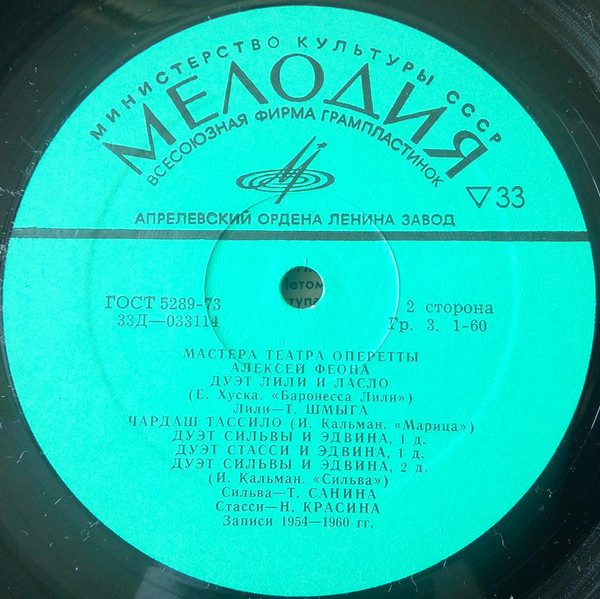 МИНИСТЕРСТВО КУЛЬТУРЫ СССР
МЕЛОДИЯ
ВСЕСОЮЗНАЯ ФИРМА ГРАМПЛАСТИНОК
▽33
АПРЕЛЕВСКИЙ ОРДЕНА ЛЕНИНА ЗАВОД
ГОСТ 5289-73
33Д—033114
2 сторона
Гр. 3. 1-60
МАСТЕРА ТЕАТРА ОПЕРЕТТЫ
АЛЕКСЕЙ ФЕОНА
ДУЭТ ЛИЛИ И ЛАСЛО
(Е. Хуска. «Баронесса Лили»)
Лили—Т. ШМЫГА
ЧАРДАШ ТАССИЛО (И. Кальман. «Марица»)
ДУЭТ СИЛЬВЫ И ЭДВИНА, 1 д.
ДУЭТ СТАССИ И ЭДВИНА, 1 д.
ДУЭТ СИЛЬВЫ И ЭДВИНА, 2 д.
(И. Кальман. «Сильва»)
Сильва—Т. САНИНА
Стасси—Н. КРАСИНА
Записи 1954—1960 гг.